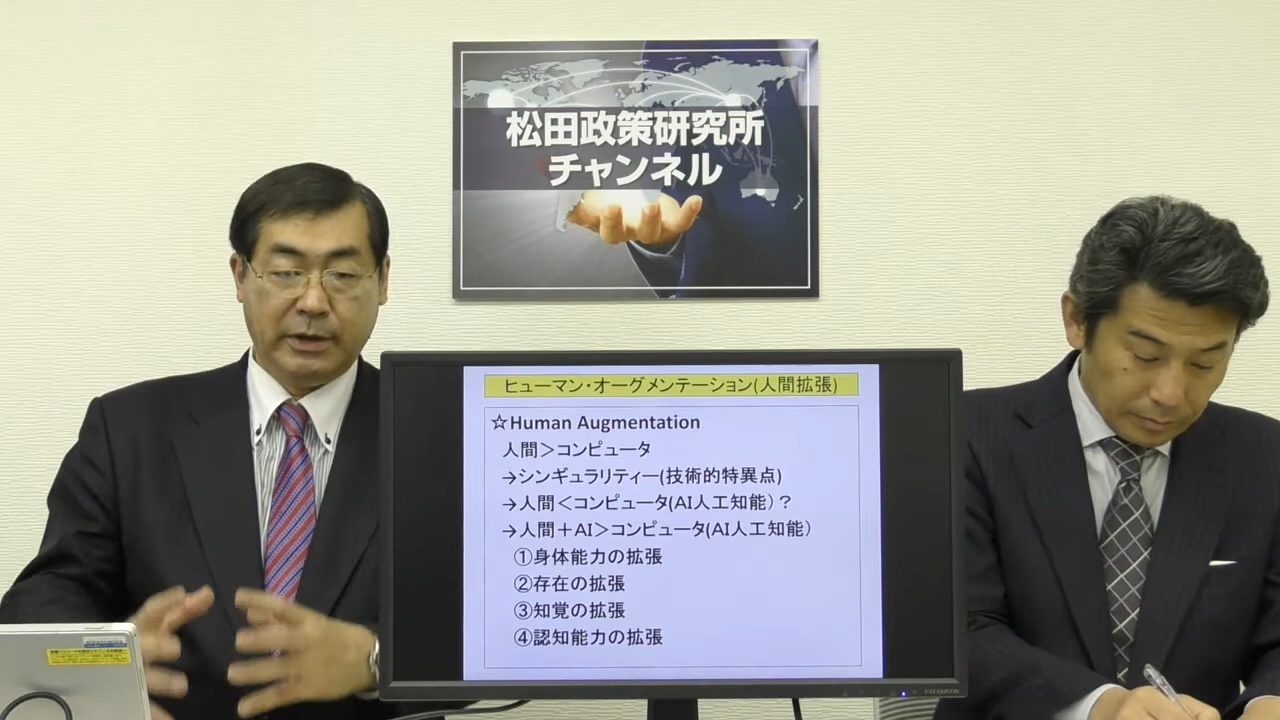 松田政策研究所
チャンネル
ヒューマン・オーグメンテーション(人間拡張)
☆Human Augmentation
人間＞コンピュータ
→シンギュラリティー(技術的特異点)
→人間＜コンピュータ(AI人工知能）？
→人間＋AI＞コンピュータ(AI人工知能）
①身体能力の拡張
②存在の拡張
③知覚の拡張
④認知能力の拡張
I-O DATA